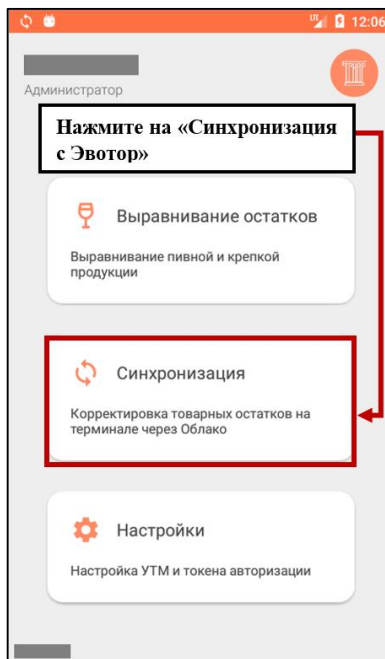 LTE 12:06
Администратор
Нажмите на «Синхронизация
с Эвотор»
Выравнивание остатков
Выравнивание пивной и крепкой
продукции
Синхронизация
Корректировка товарных остатков на
терминале через Облако
Настройки
Настройка УТМ и токена авторизации